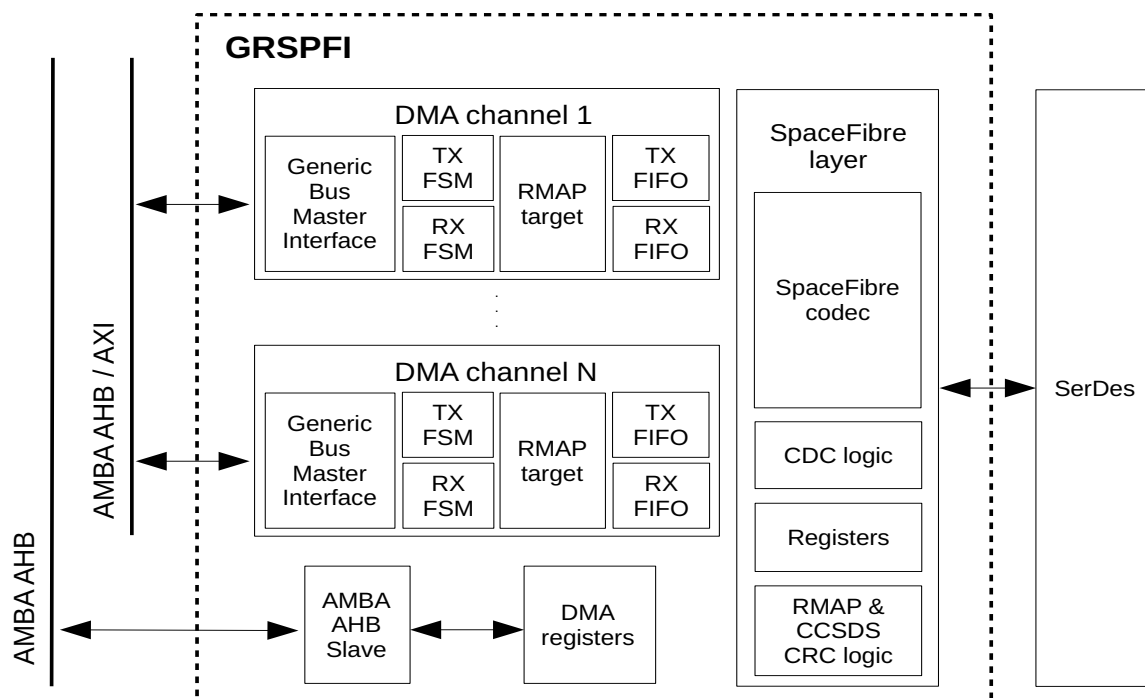 GRSPFI
DMA channel 1
Generic
Bus
Master
Interface
TX
FSM
RX
FSM
RMAP
target
TX
FIFO
RX
FIFO
. . .
DMA channel N
Generic
Bus
Master
Interface
TX
FSM
RX
FSM
RMAP
target
TX
FIFO
RX
FIFO
AMBA
AHB
Slave
DMA
registers
SpaceFibre
layer
SpaceFibre
codec
CDC logic
Registers
RMAP &
CCSDS
CRC logic
SerDes
AMBA AHB / AXI
AMBA AHB